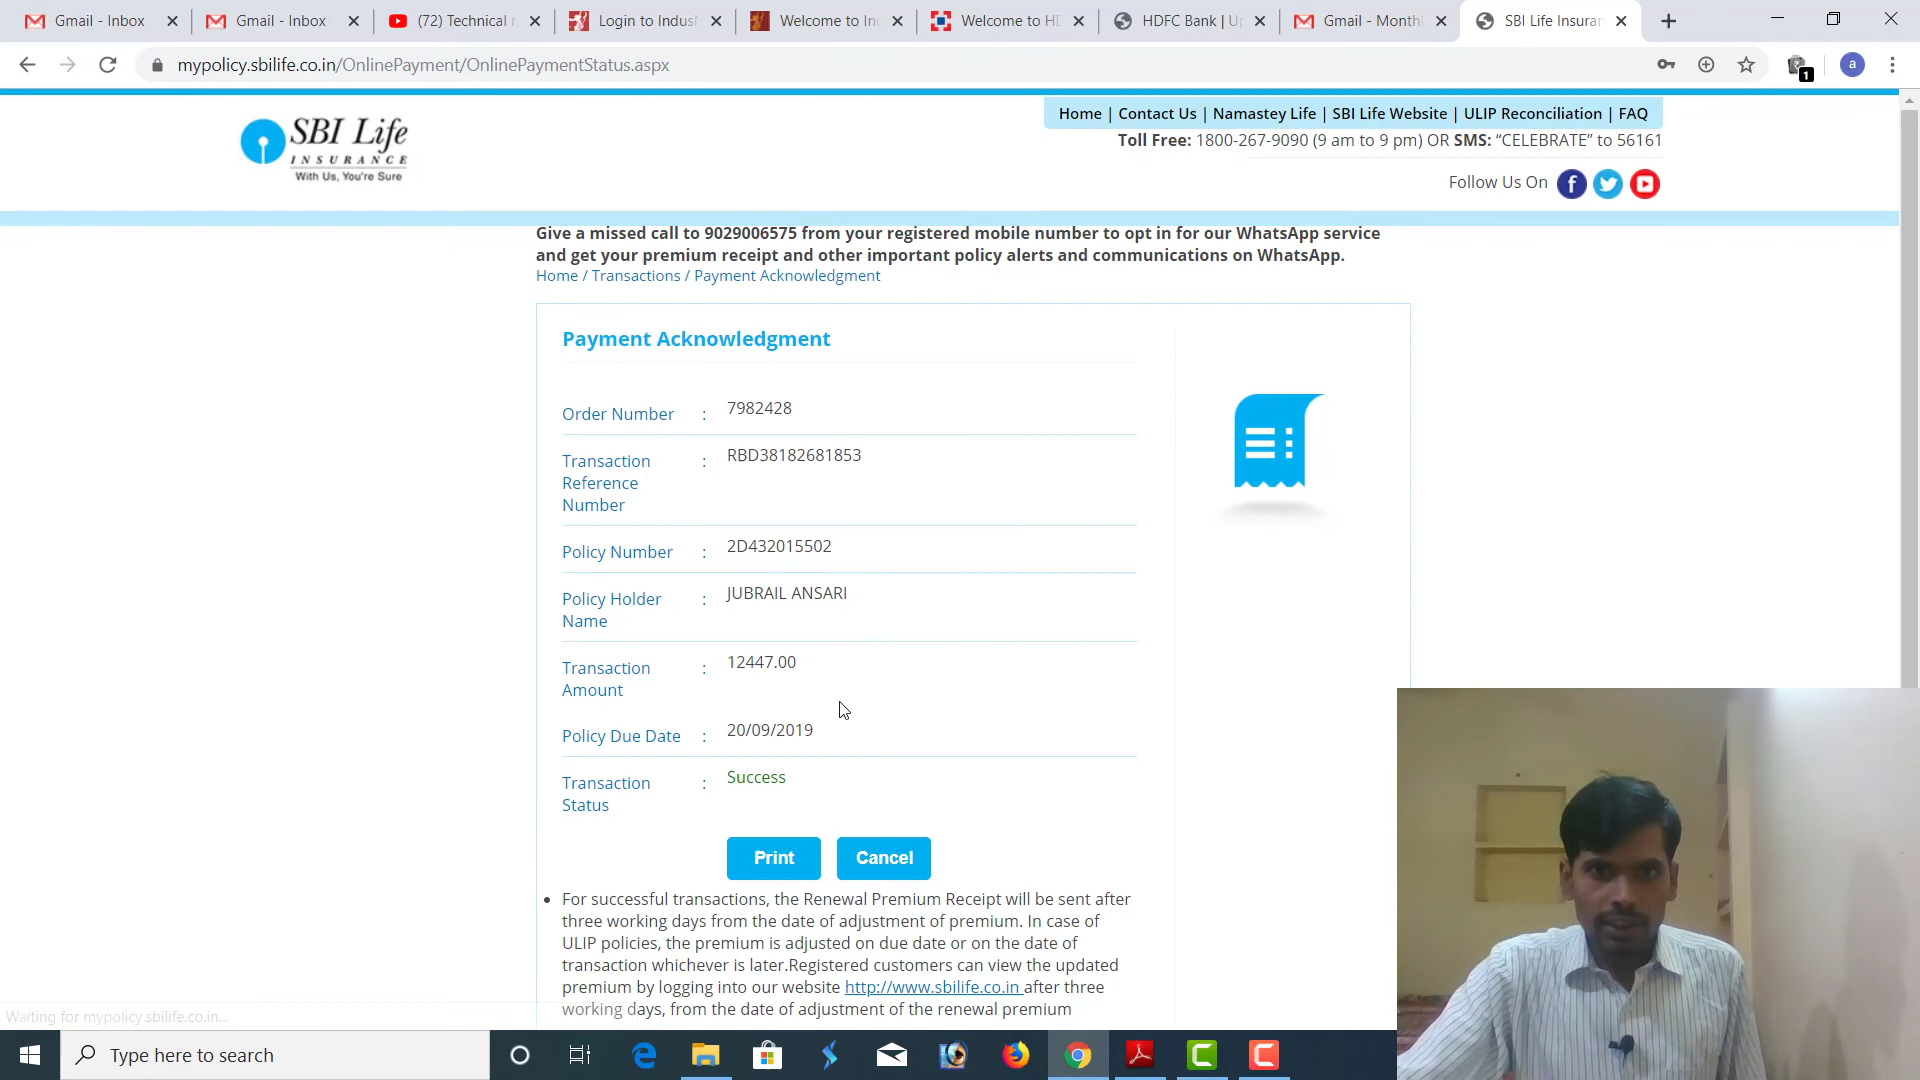 Gmail - Inbox
Gmail - Inbox
(72) Technical
Login to Indus
Welcome to In
Welcome to HD
HDFC Bank | U
Gmail - Month
SBI Life Insuran
mypolicy.sbilife.co.in/OnlinePayment/OnlinePaymentStatus.aspx
1
a
SBI Life
INSURANCE
With Us, You're Sure
Home | Contact Us | Namastey Life | SBI Life Website | ULIP Reconciliation | FAQ
Toll Free: 1800-267-9090 (9 am to 9 pm) OR SMS: “CELEBRATE” to 56161
Follow Us On
Give a missed call to 9029006575 from your registered mobile number to opt in for our WhatsApp service
and get your premium receipt and other important policy alerts and communications on WhatsApp.
Home / Transactions / Payment Acknowledgment
Payment Acknowledgment
Order Number : 7982428
Transaction : RBD38182681853
Reference
Number
Policy Number : 2D432015502
Policy Holder : JUBRAIL ANSARI
Name
Transaction : 12447.00
Amount
Policy Due Date : 20/09/2019
Transaction : Success
Status
Print Cancel
• For successful transactions, the Renewal Premium Receipt will be sent after
three working days from the date of adjustment of premium. In case of
ULIP policies, the premium is adjusted on due date or on the date of
transaction whichever is later.Registered customers can view the updated
premium by logging into our website http://www.sbilife.co.in after three
working days, from the date of adjustment of the renewal premium
Waiting for mypolicy.sbilife.co.in...
Type here to search